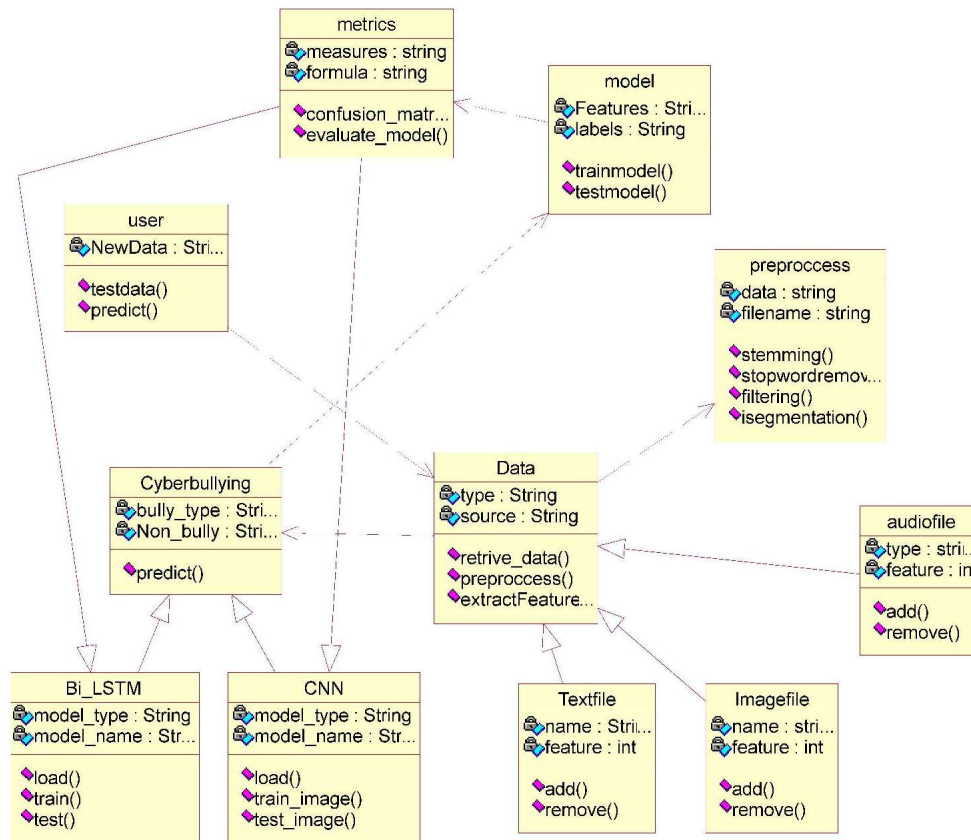 metrics
measures : string
formula : string
confusion_matr...
evaluate_model()
model
Features : Stri...
labels : String
trainmodel()
testmodel()
user
NewData : Stri...
testdata()
predict()
preproccess
data : string
filename : string
stemming()
stopwordremov...
filtering()
isegmentation()
Cyberbullying
bully_type : Stri...
Non_bully : Stri...
predict()
Data
type : String
source : String
retrive_data()
preproccess()
extractFeature...
audiofile
type : stri...
feature : int
add()
remove()
Bi_LSTM
model_type : String
model_name : Str...
load()
train()
test()
CNN
model_type : String
model_name : Str...
load()
train_image()
test_image()
Textfile
name : Stri...
feature : int
add()
remove()
Imagefile
name : stri...
feature : int
add()
remove()